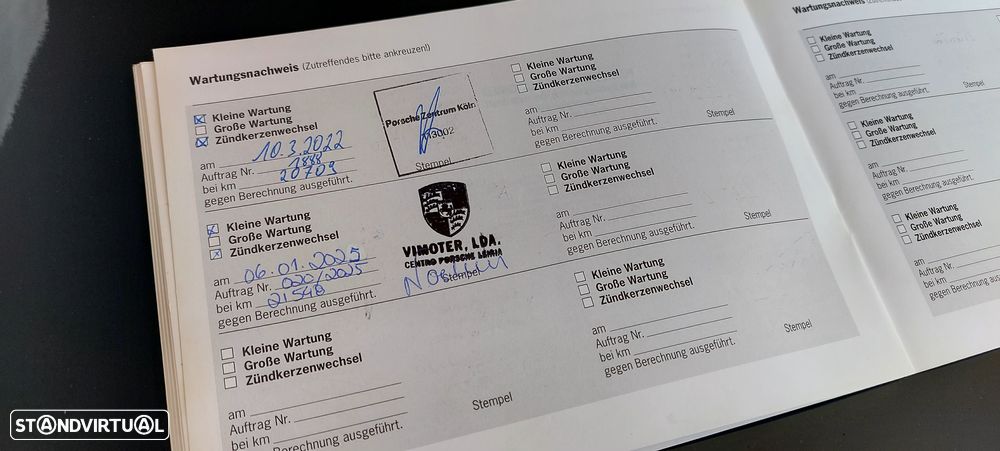 Wartungsnachweis (Zutreffendes bitte ankreuzen!)
Kleine Wartung
Große Wartung
Zündkerzenwechsel
am 10.3.2022
Auftrag Nr. 1888
bei km 20709
gegen Berechnung ausgeführt.
Porsche Zentrum Köln
Stempel
Kleine Wartung
Große Wartung
Zündkerzenwechsel
am
Auftrag Nr.
bei km
gegen Berechnung ausgeführt.
Stempel
Kleine Wartung
Große Wartung
Zündkerzenwechsel
am 06.01.2025
Auftrag Nr. 020/2025
bei km 21540
gegen Berechnung ausgeführt.
VIMOTER, LDA.
CENTRO PORSCHE LEIRIA
Stempel
Kleine Wartung
Große Wartung
Zündkerzenwechsel
am
Auftrag Nr.
bei km
gegen Berechnung ausgeführt.
Stempel
Kleine Wartung
Große Wartung
Zündkerzenwechsel
am
Auftrag Nr.
bei km
gegen Berechnung ausgeführt.
Stempel
Kleine Wartung
Große Wartung
Zündkerzenwechsel
am
Auftrag Nr.
bei km
gegen Berechnung ausgeführt.
Stempel
Wartungsnachweis
Kleine Wartung
Große Wartung
Zündkerzenwechsel
am
Auftrag Nr.
bei km
gegen Berechnung ausgeführt.
Kleine Wartung
Große Wartung
Zündkerzenwechsel
am
Auftrag Nr.
bei km
gegen Berechnung
Kleine Wartung
Große Wartung
Zündkerzenwechsel
am
Auftrag Nr.
bei km
gegen Berechnung
STANDVIRTUAL